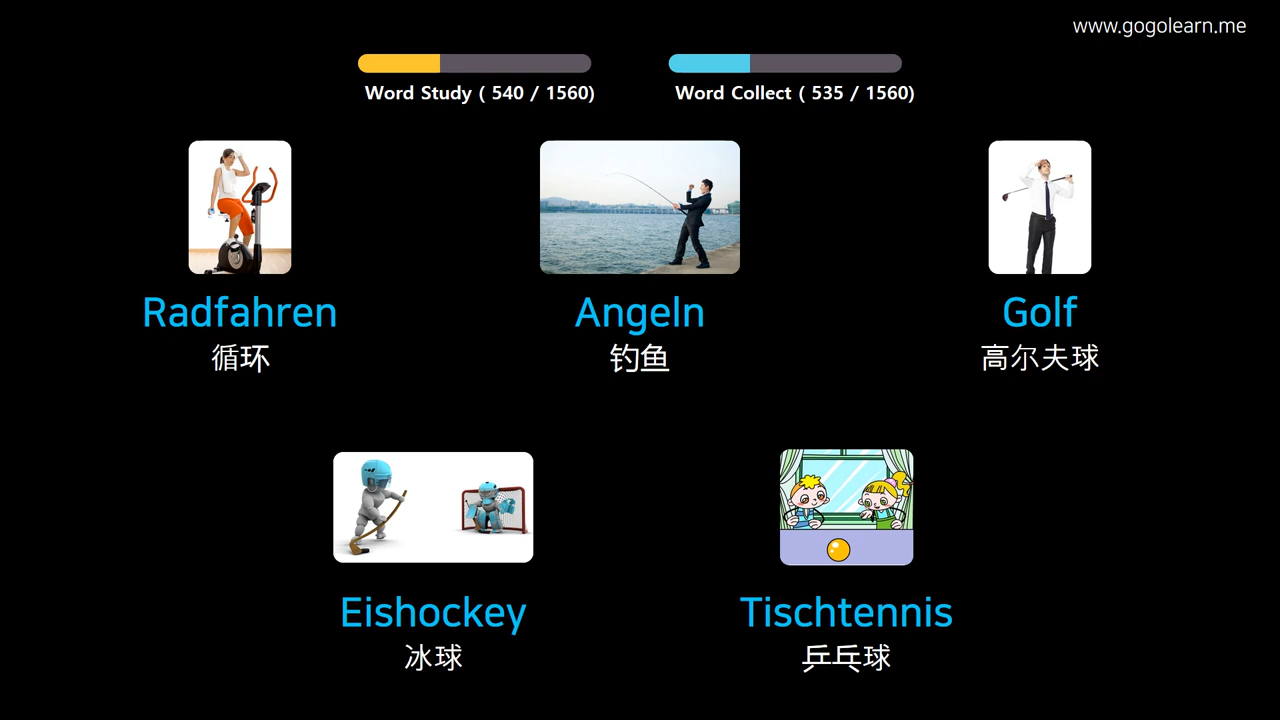 www.gogolearn.me
Word Study ( 540 / 1560)
Word Collect ( 535 / 1560)
Radfahren
循环
Angeln
钓鱼
Golf
高尔夫球
Eishockey
冰球
Tischtennis
乒乓球